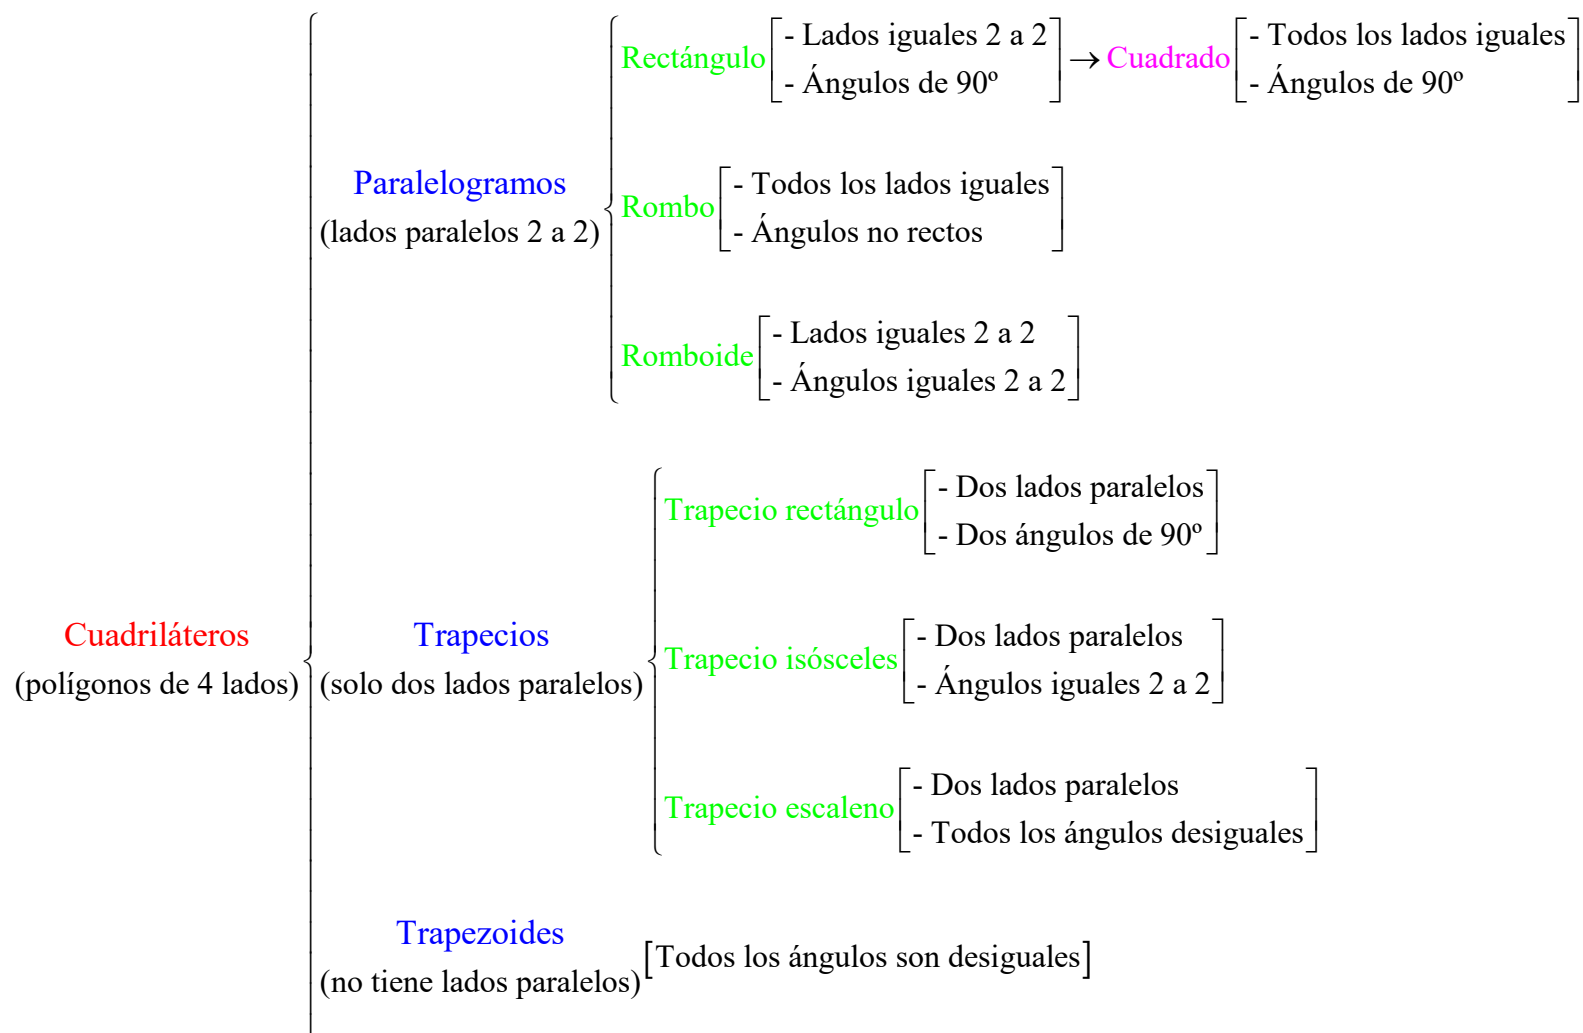 Rectángulo
- Lados iguales 2 a 2
- Ángulos de 90º
→ Cuadrado
- Todos los lados iguales
- Ángulos de 90º
Paralelogramos
(lados paralelos 2 a 2)
Rombo
- Todos los lados iguales
- Ángulos no rectos
Romboide
- Lados iguales 2 a 2
- Ángulos iguales 2 a 2
Cuadriláteros
(polígonos de 4 lados)
Trapecios
(solo dos lados paralelos)
Trapecio rectángulo
- Dos lados paralelos
- Dos ángulos de 90º
Trapecio isósceles
- Dos lados paralelos
- Ángulos iguales 2 a 2
Trapecio escaleno
- Dos lados paralelos
- Todos los ángulos desiguales
Trapezoides
(no tiene lados paralelos)
[Todos los ángulos son desiguales]